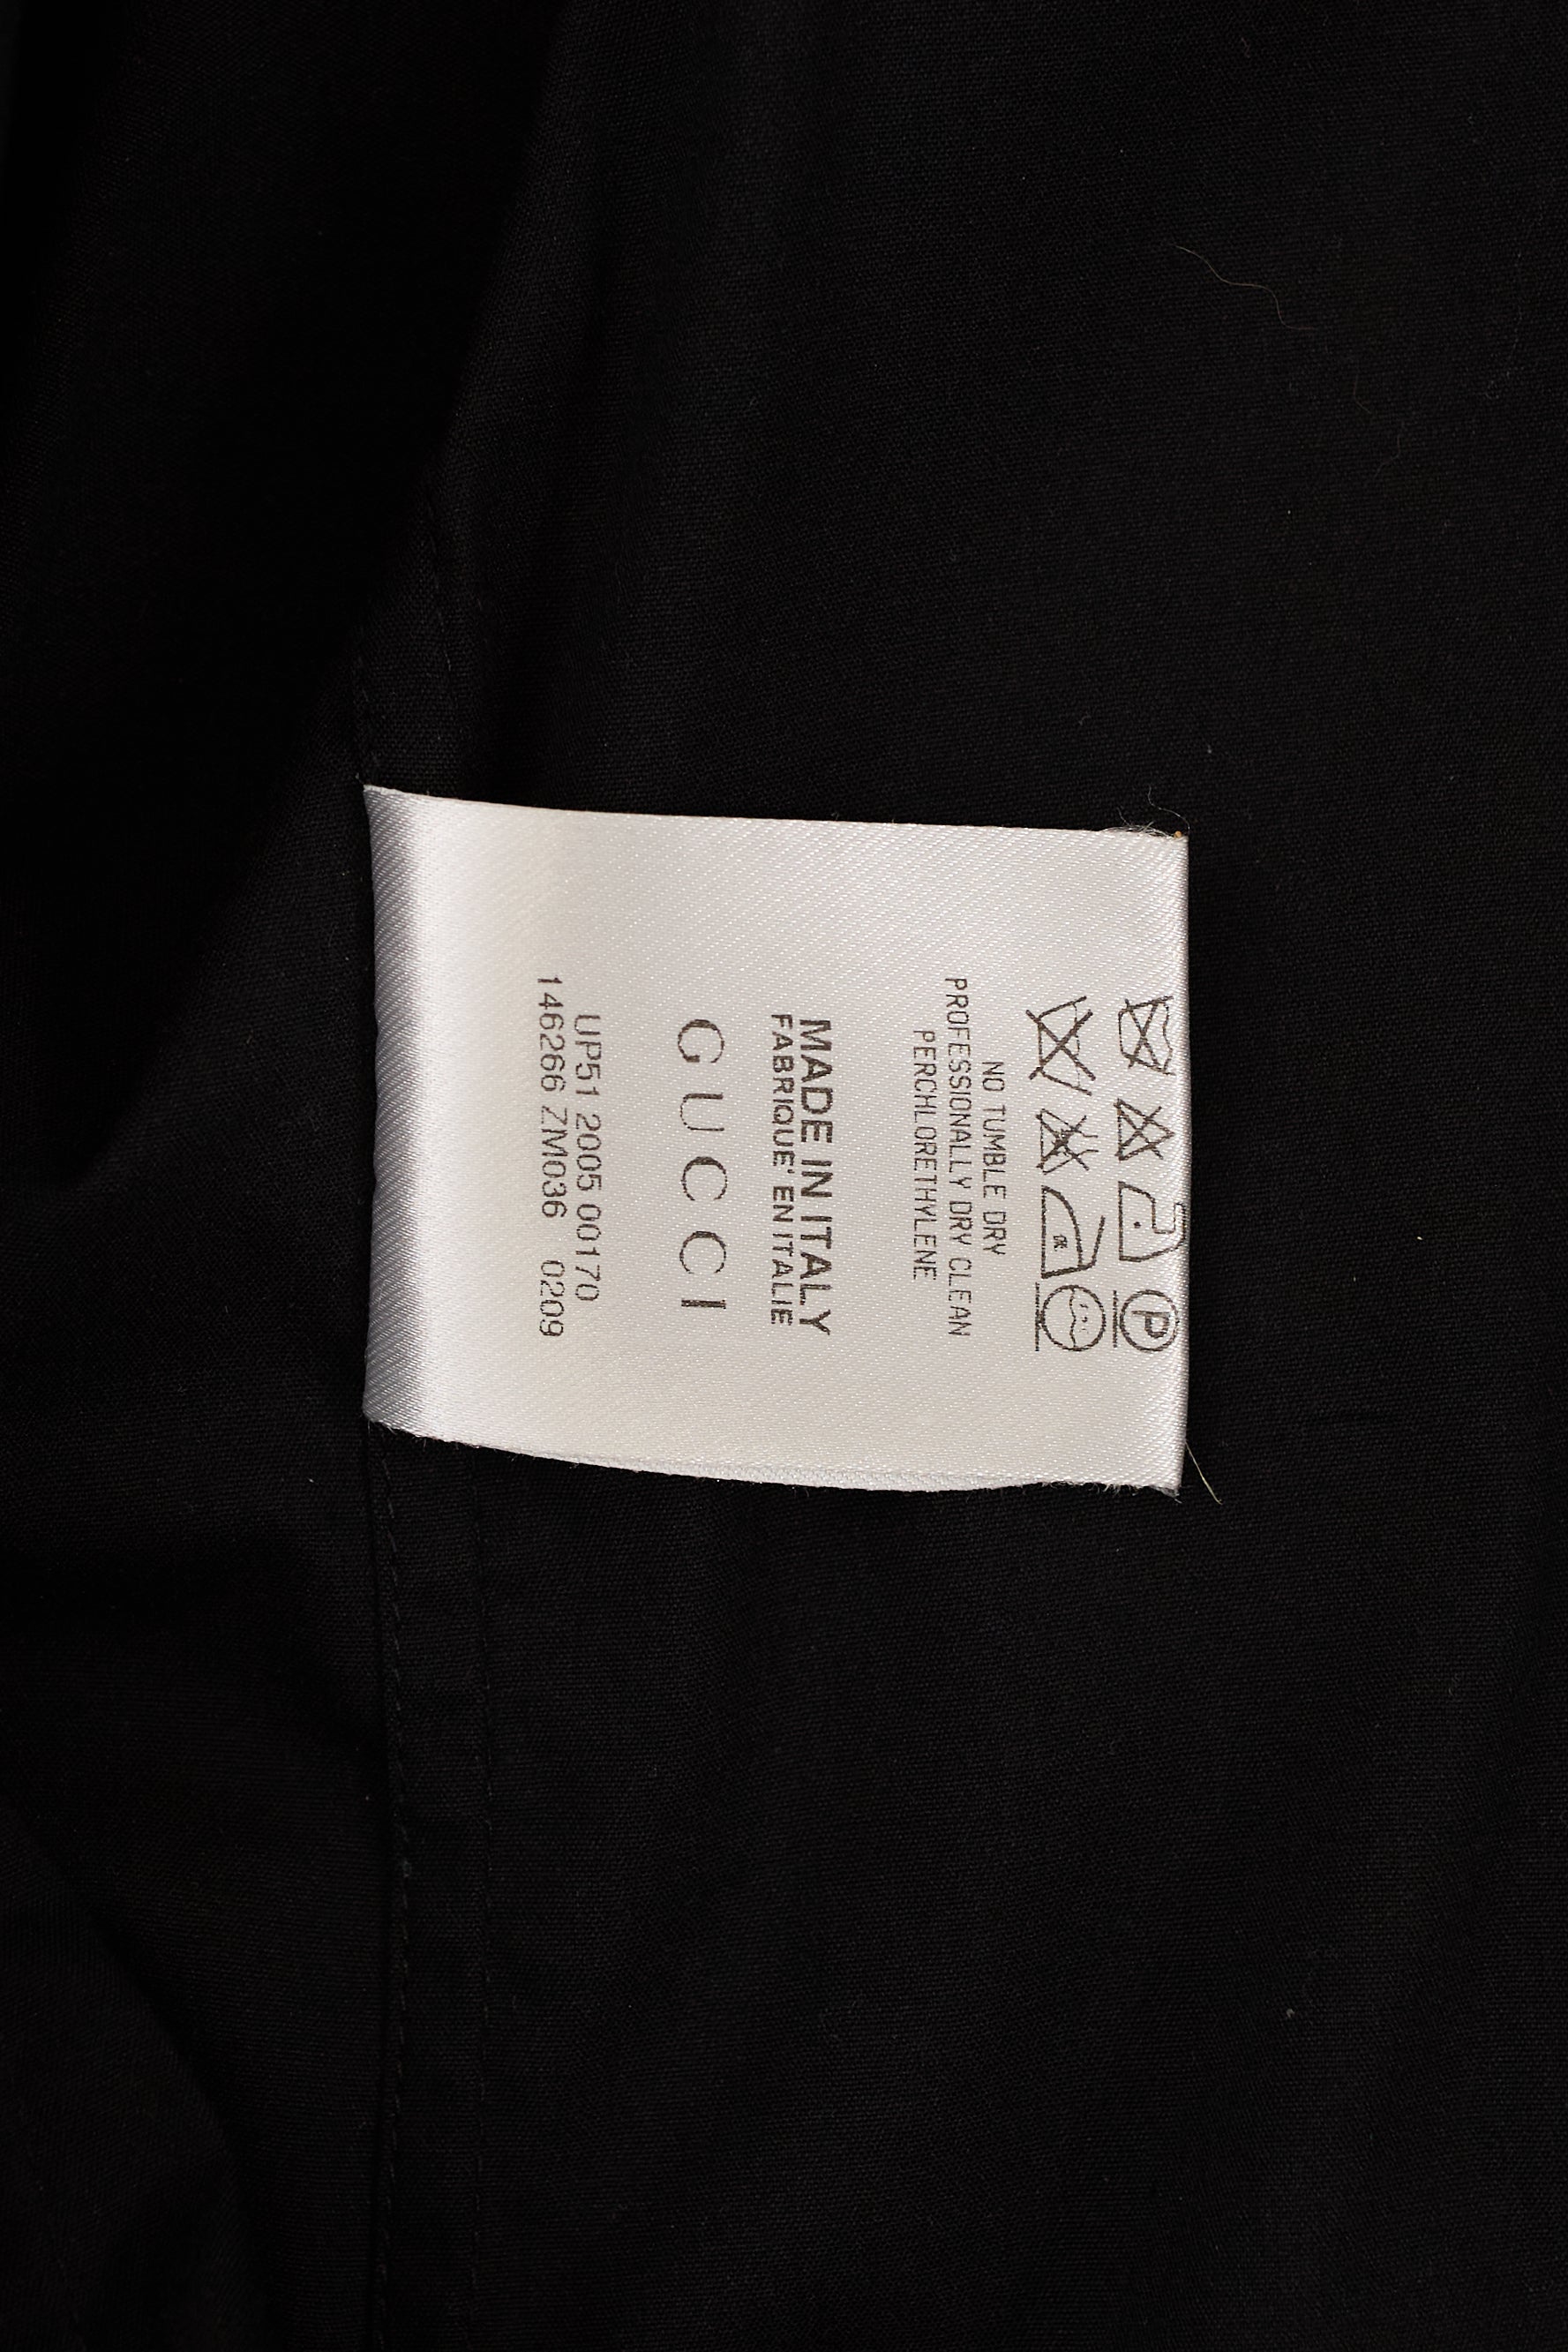 P
NO TUMBLE DRY
PROFESSIONALLY DRY CLEAN
PERCHLORETHYLENE
MADE IN ITALY
FABRIQUE' EN ITALIE
GUCCI
UP51 2005 00170
146266 ZM036 0209